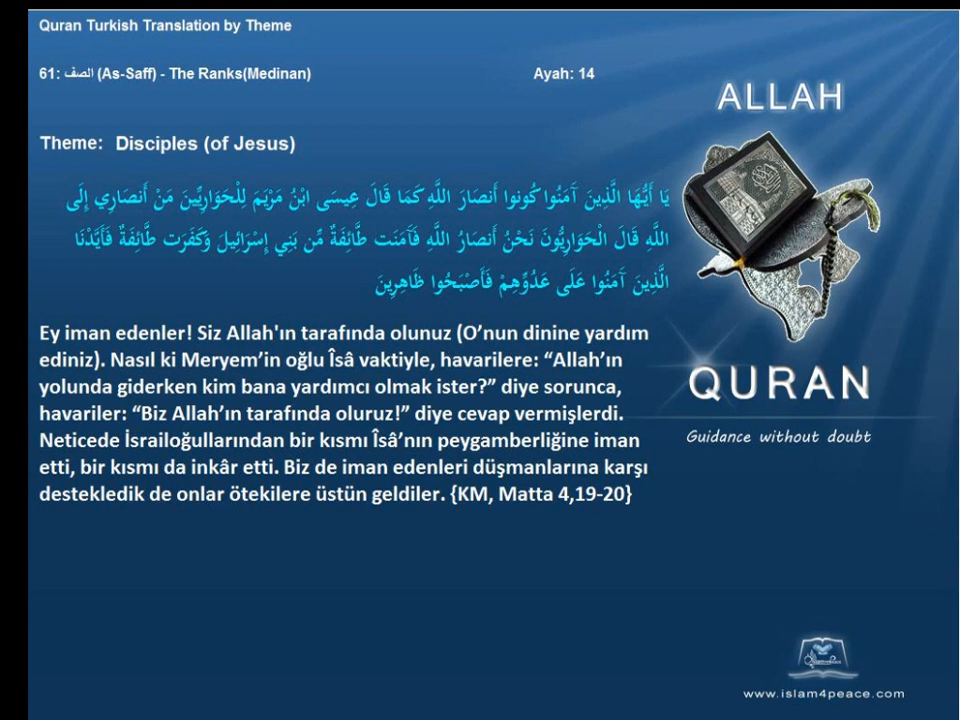 Quran Turkish Translation by Theme
61: الصف (As-Saff) - The Ranks(Medinan)
Ayah: 14
ALLAH
Theme: Disciples (of Jesus)
يَا أَيُّهَا الَّذِينَ آَمَنُوا كُونوا أَنصَارَ اللَّهِ كَمَا قَالَ عِيسَى ابْنُ مَرْيَمَ لِلْحَوَارِيِّينَ مَنْ أَنصَارِي إِلَى
اللَّهِ قَالَ الْحَوَارِيُّونَ نَحْنُ أَنصَارُ اللَّهِ فَآَمَنَت طَّائِفَةٌ مِّن بَنِي إِسْرَائِيلَ وَكَفَرَت طَّائِفَةٌ فَأَيَّدْنَا
الَّذِينَ آَمَنُوا عَلَى عَدُوِّهِمْ فَأَصْبَحُوا ظَاهِرِينَ
Ey iman edenler! Siz Allah'ın tarafında olunuz (O’nun dinine yardım
ediniz). Nasıl ki Meryem’in oğlu Îsâ vaktiyle, havarilere: “Allah’ın
yolunda giderken kim bana yardımcı olmak ister?” diye sorunca,
havariler: “Biz Allah’ın tarafında oluruz!” diye cevap vermişlerdi.
Neticede İsrailoğullarından bir kısmı Îsâ’nın peygamberliğine iman
etti, bir kısmı da inkâr etti. Biz de iman edenleri düşmanlarına karşı
destekledik de onlar ötekilere üstün geldiler. {KM, Matta 4,19-20}
QURAN
Guidance without doubt
www.islam4peace.com